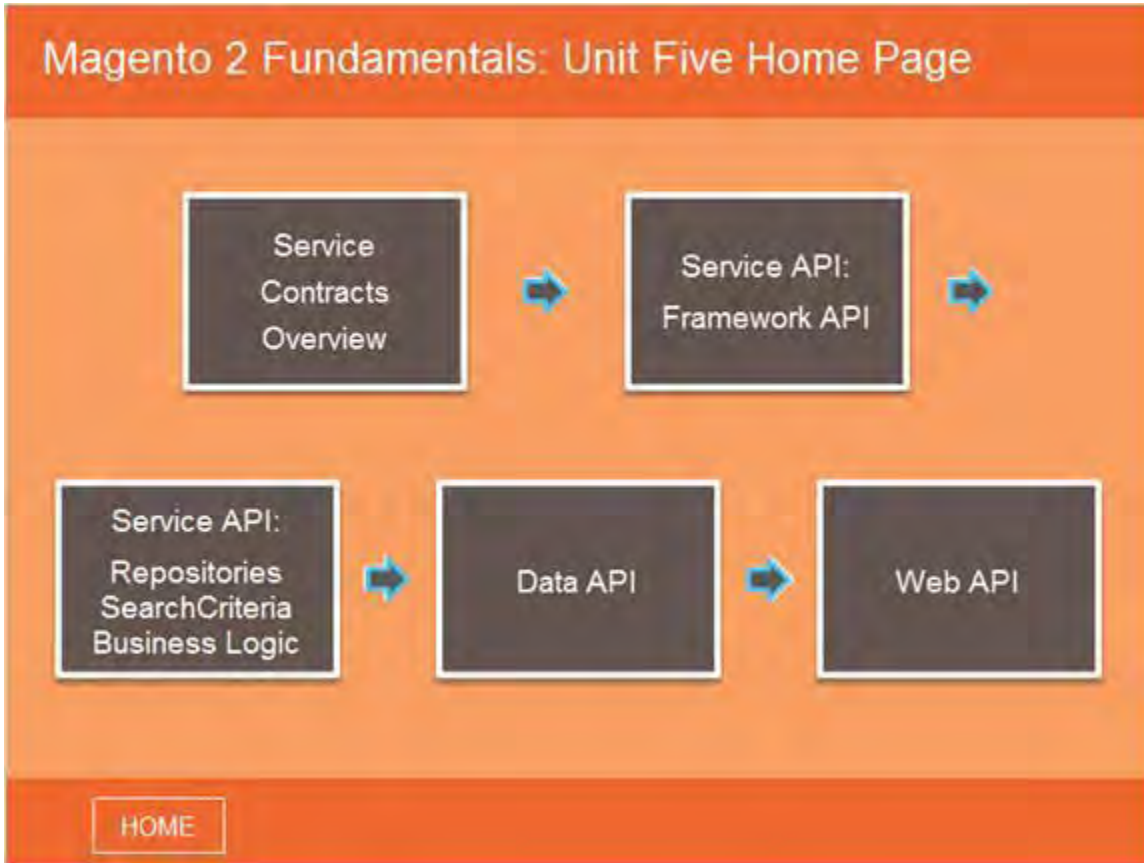 Magento 2 Fundamentals: Unit Five Home Page
Service
Contracts
Overview
Service API:
Framework API
Service API:
Repositories
SearchCriteria
Business Logic
Data API
Web API
HOME